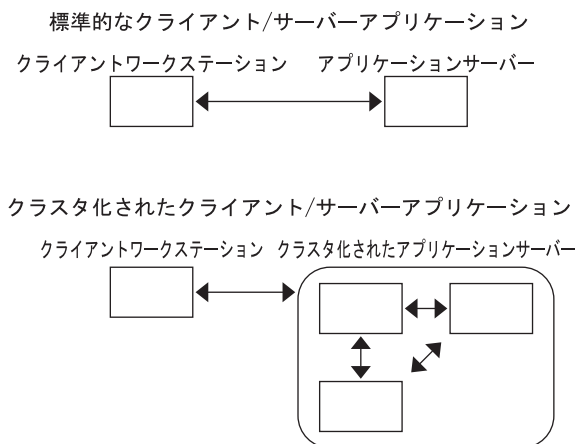 標準的なクライアント/サーバーアプリケーション
クライアントワークステーション
アプリケーションサーバー
クラスタ化されたクライアント/サーバーアプリケーション
クライアントワークステーション
クラスタ化されたアプリケーションサーバー